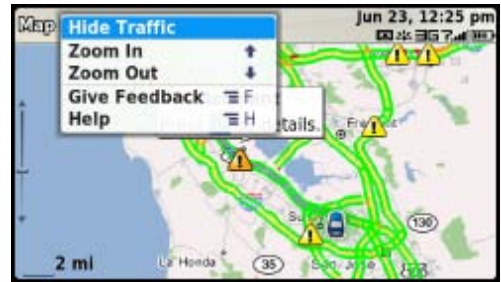 Map
Jun 23, 12:25 pm
Hide Traffic
Zoom In
Zoom Out
Give Feedback F
Help H
details.
130
2 mi
La Honda
35
San Jose